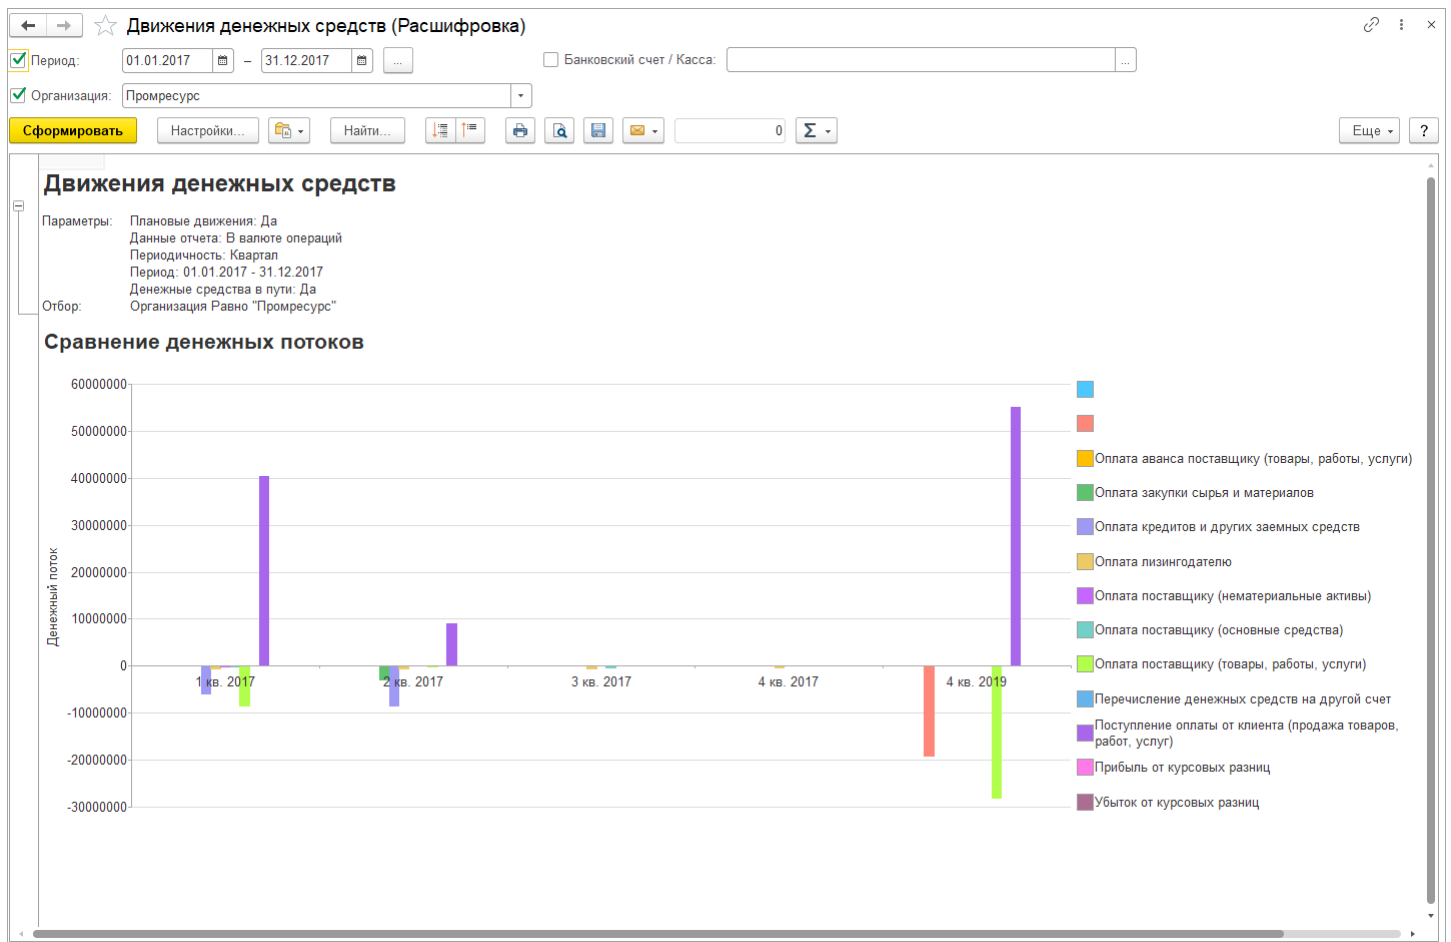 Движения денежных средств (Расшифровка)
Период: 01.01.2017 – 31.12.2017 ... Банковский счет / Касса: ...
Организация: Промресурс
Сформировать Настройки... Найти... 0 Σ Еще ?
Движения денежных средств
Параметры: Плановые движения: Да
Данные отчета: В валюте операций
Периодичность: Квартал
Период: 01.01.2017 - 31.12.2017
Денежные средства в пути: Да
Отбор: Организация Равно "Промресурс"
Сравнение денежных потоков
Денежный поток
60000000
50000000
40000000
30000000
20000000
10000000
0
-10000000
-20000000
-30000000
1 кв. 2017 2 кв. 2017 3 кв. 2017 4 кв. 2017 4 кв. 2019
Оплата аванса поставщику (товары, работы, услуги)
Оплата закупки сырья и материалов
Оплата кредитов и других заемных средств
Оплата лизингодателю
Оплата поставщику (нематериальные активы)
Оплата поставщику (основные средства)
Оплата поставщику (товары, работы, услуги)
Перечисление денежных средств на другой счет
Поступление оплаты от клиента (продажа товаров,
работ, услуг)
Прибыль от курсовых разниц
Убыток от курсовых разниц